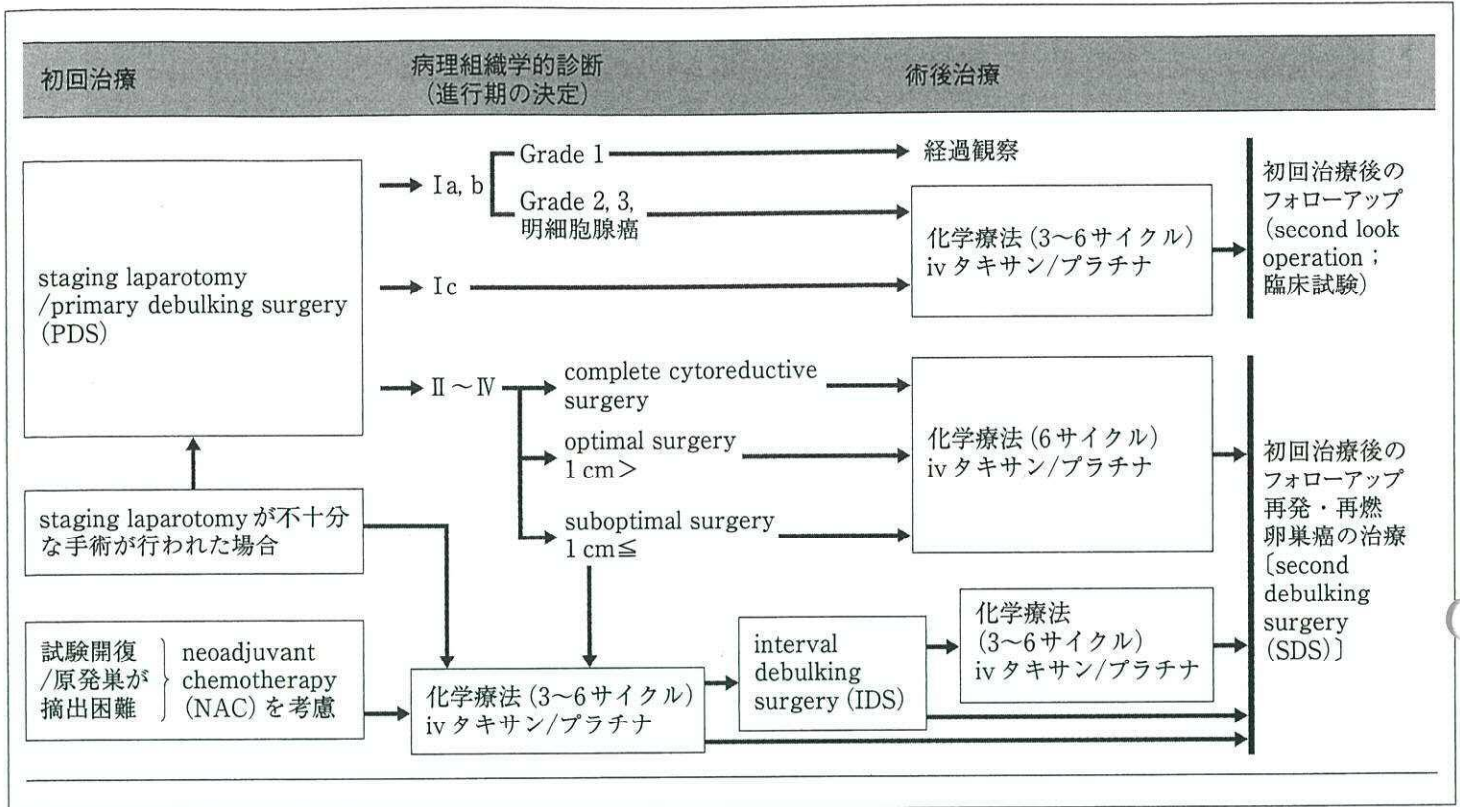 初回治療
病理組織学的診断
(進行期の決定)
術後治療
staging laparotomy
/primary debulking surgery
(PDS)
Ⅰa, b
Grade 1
Grade 2, 3,
明細胞腺癌
Ⅰc
経過観察
化学療法(3〜6サイクル)
iv タキサン/プラチナ
初回治療後の
フォローアップ
(second look
operation ;
臨床試験)
Ⅱ〜Ⅳ
complete cytoreductive
surgery
optimal surgery
1 cm>
suboptimal surgery
1 cm≦
化学療法(6サイクル)
iv タキサン/プラチナ
初回治療後の
フォローアップ
再発・再燃
卵巣癌の治療
〔second
debulking
surgery
(SDS)〕
staging laparotomy が不十分
な手術が行われた場合
試験開復
/原発巣が
摘出困難
neoadjuvant
chemotherapy
(NAC)を考慮
化学療法(3〜6サイクル)
iv タキサン/プラチナ
interval
debulking
surgery (IDS)
化学療法
(3〜6サイクル)
iv タキサン/プラチナ